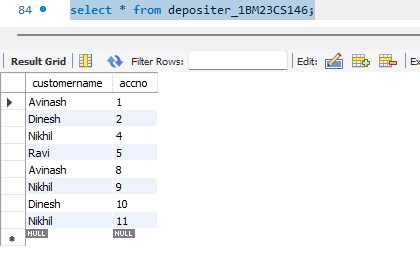 84 select * from depositer_1BM23CS146;
Result Grid Filter Rows: Edit: Ex
customername accno
Avinash 1
Dinesh 2
Nikhil 4
Ravi 5
Avinash 8
Nikhil 9
Dinesh 10
Nikhil 11
NULL NULL